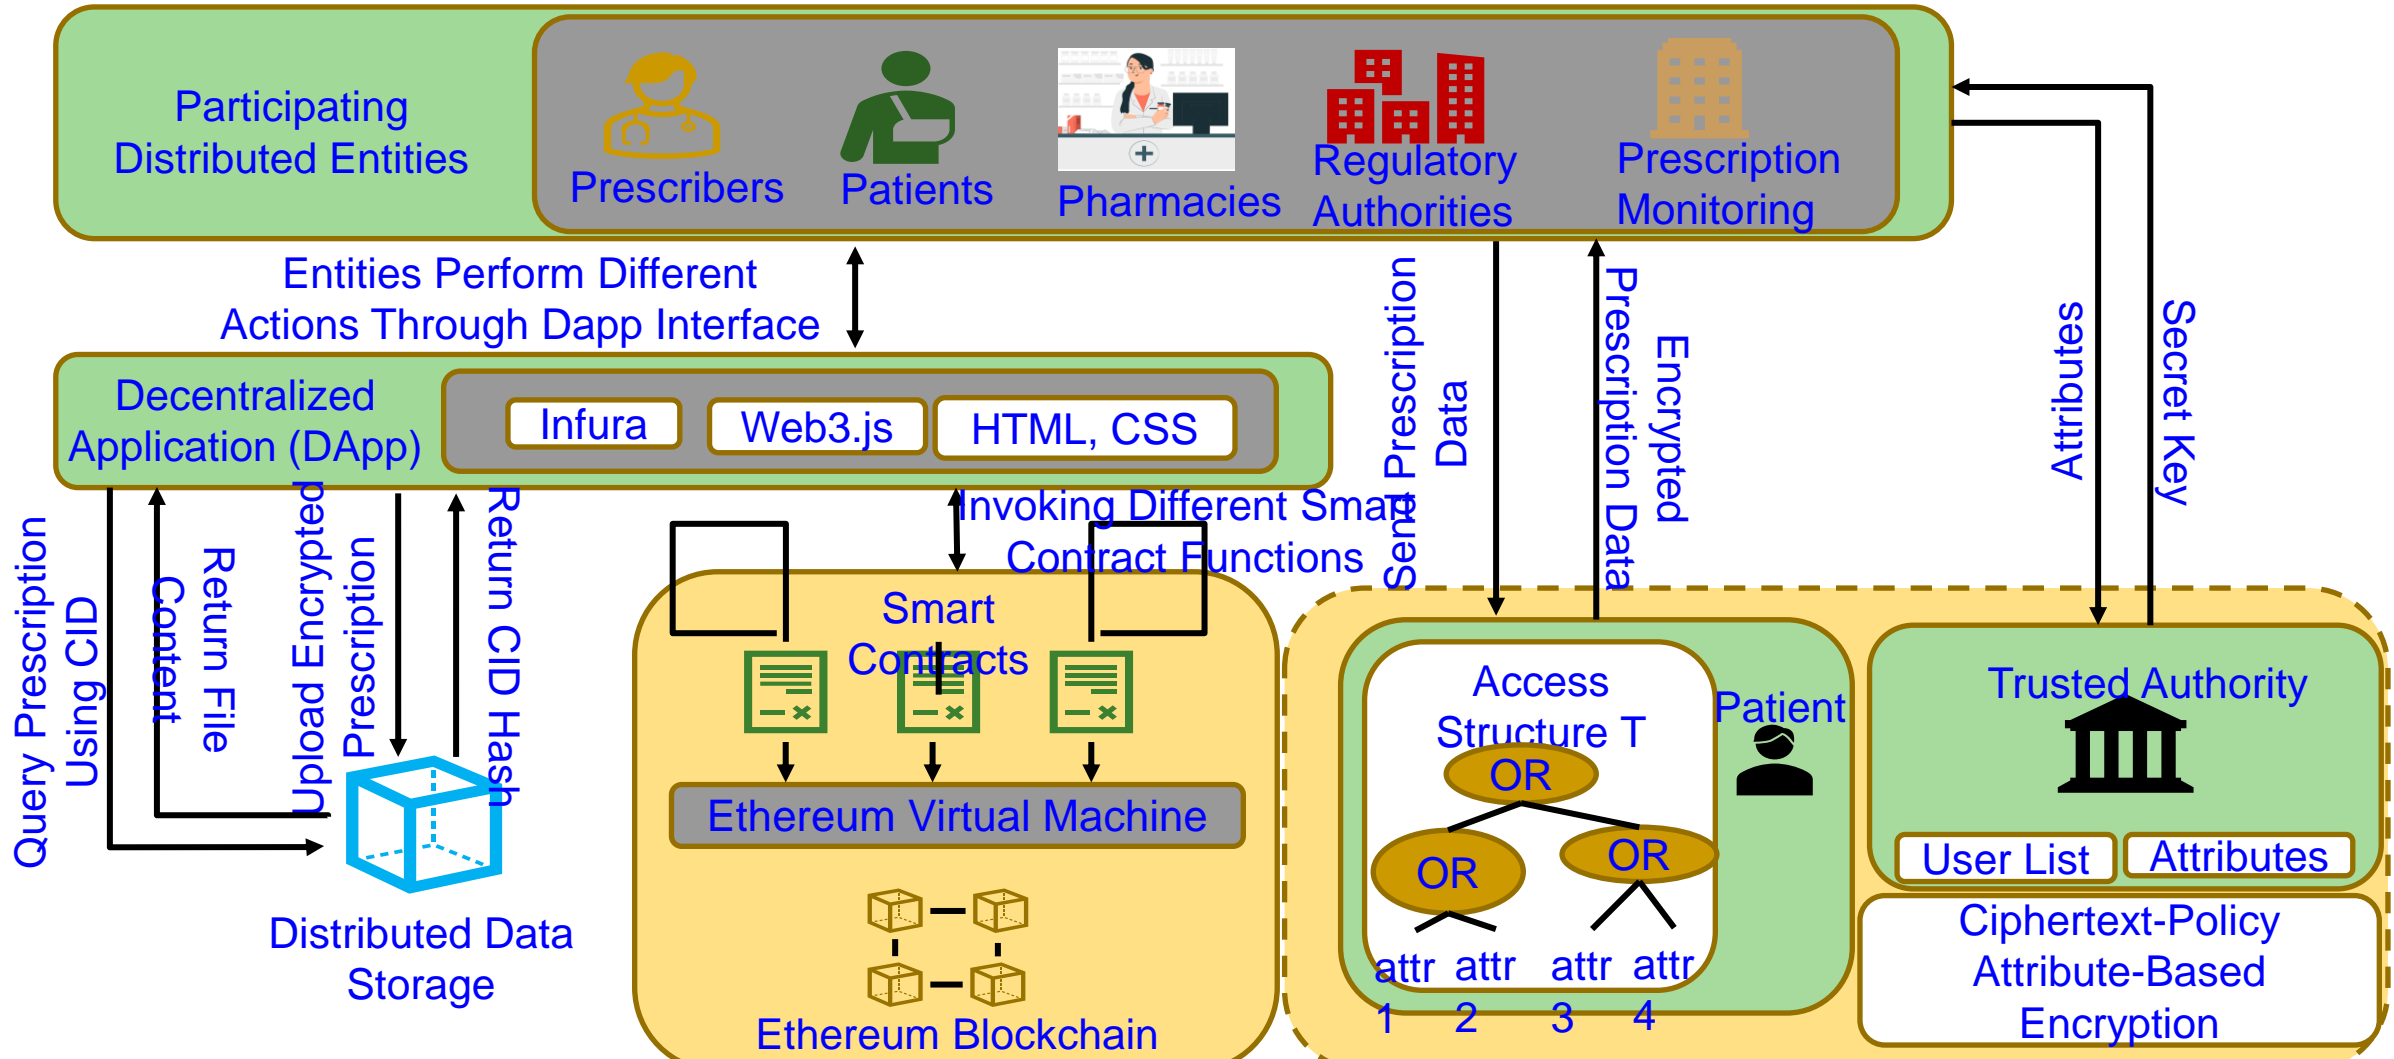 Participating
Distributed Entities
Prescribers
Patients
Pharmacies
Regulatory
Authorities
Prescription
Monitoring
Entities Perform Different
Actions Through Dapp Interface
Sent Prescription
Data
Encrypted
Prescription Data
Attributes
Secret Key
Decentralized
Application (DApp)
Infura
Web3.js
HTML, CSS
Query Prescription
Using CID
Return File
Content
Upload Encrypted
Prescription
Return CID Hash
Invoking Different Smart
Contract Functions
Smart
Contracts
Ethereum Virtual Machine
Ethereum Blockchain
Distributed Data
Storage
Access
Structure T
OR
OR
OR
attr
1
attr
2
attr
3
attr
4
Patient
Trusted Authority
User List
Attributes
Ciphertext-Policy
Attribute-Based
Encryption